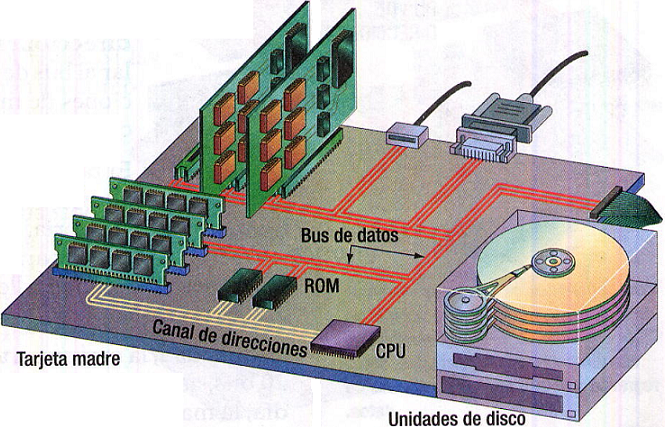 Bus de datos
ROM
Canal de direcciones
CPU
Tarjeta madre
Unidades de disco